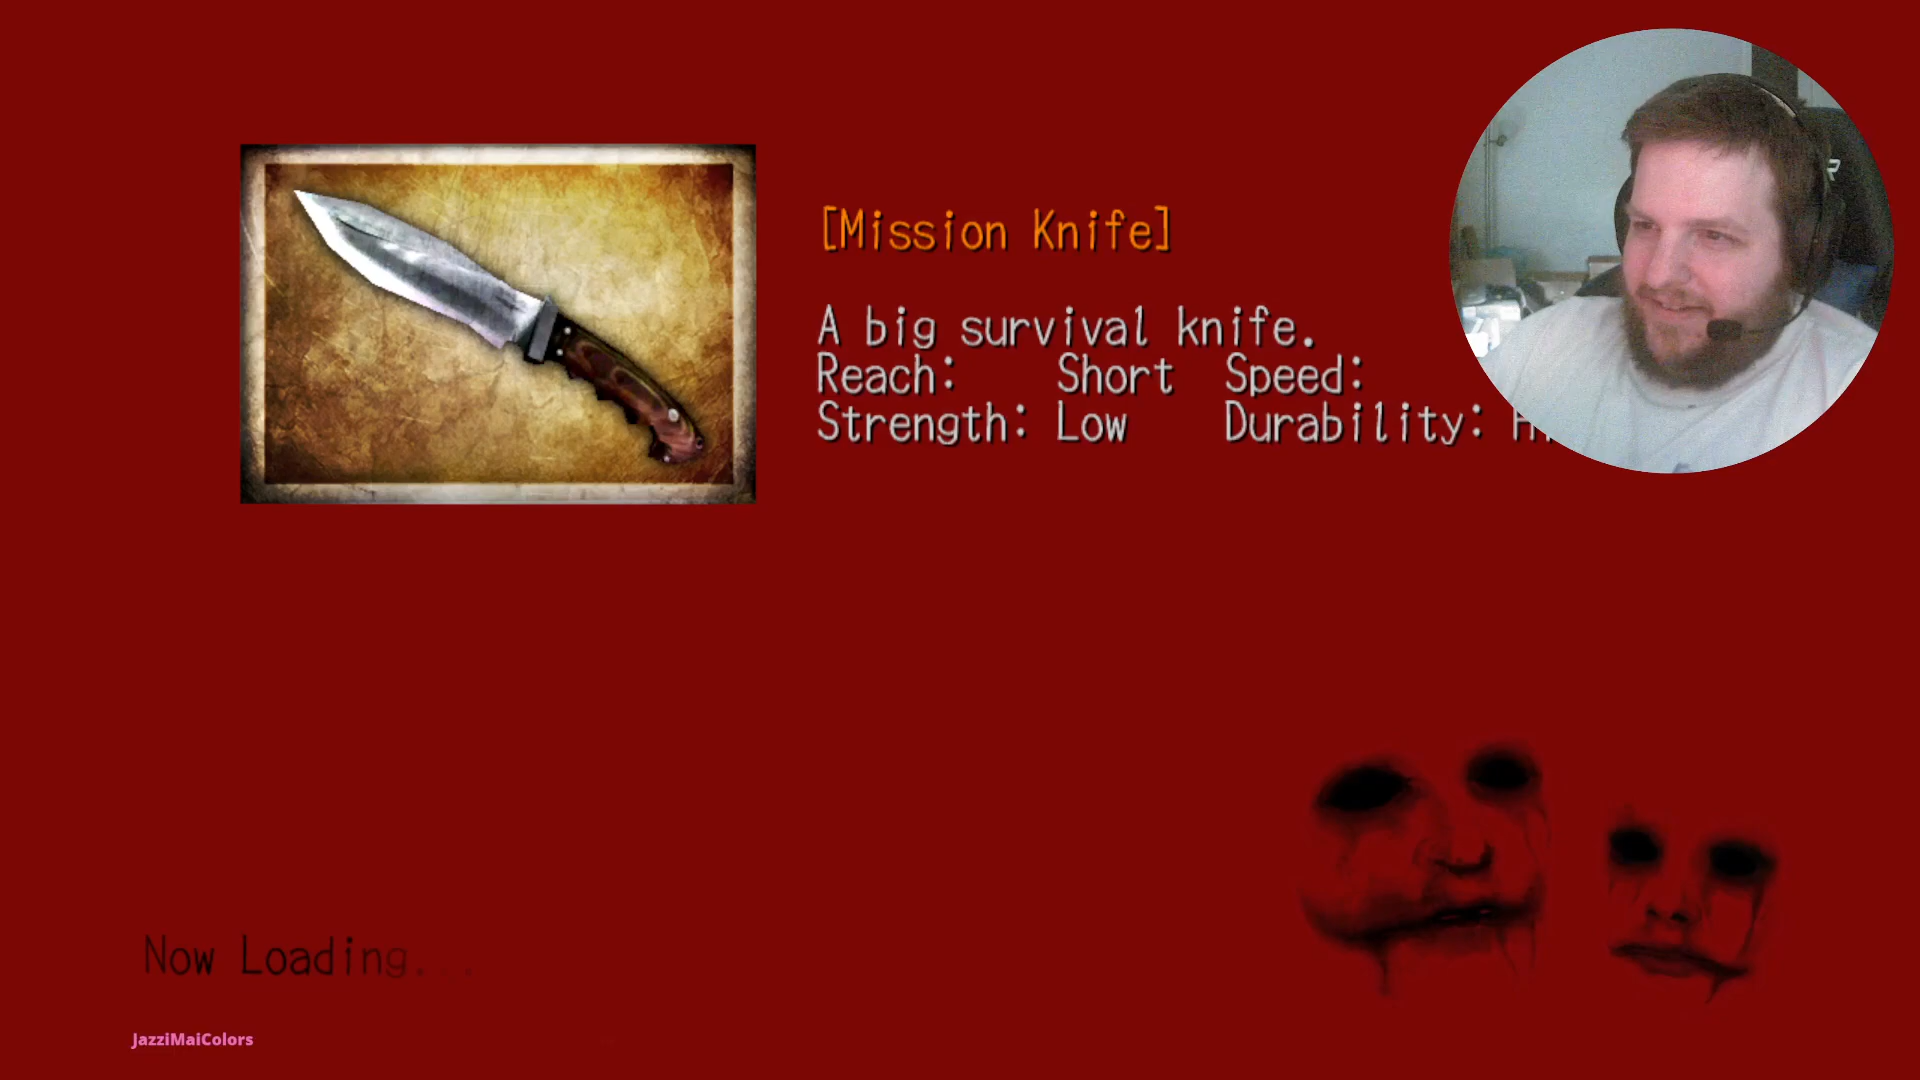 [Mission Knife]
A big survival knife.
Reach: Short Speed:
Strength: Low Durability:
Now Loading...
JazziMaiColors